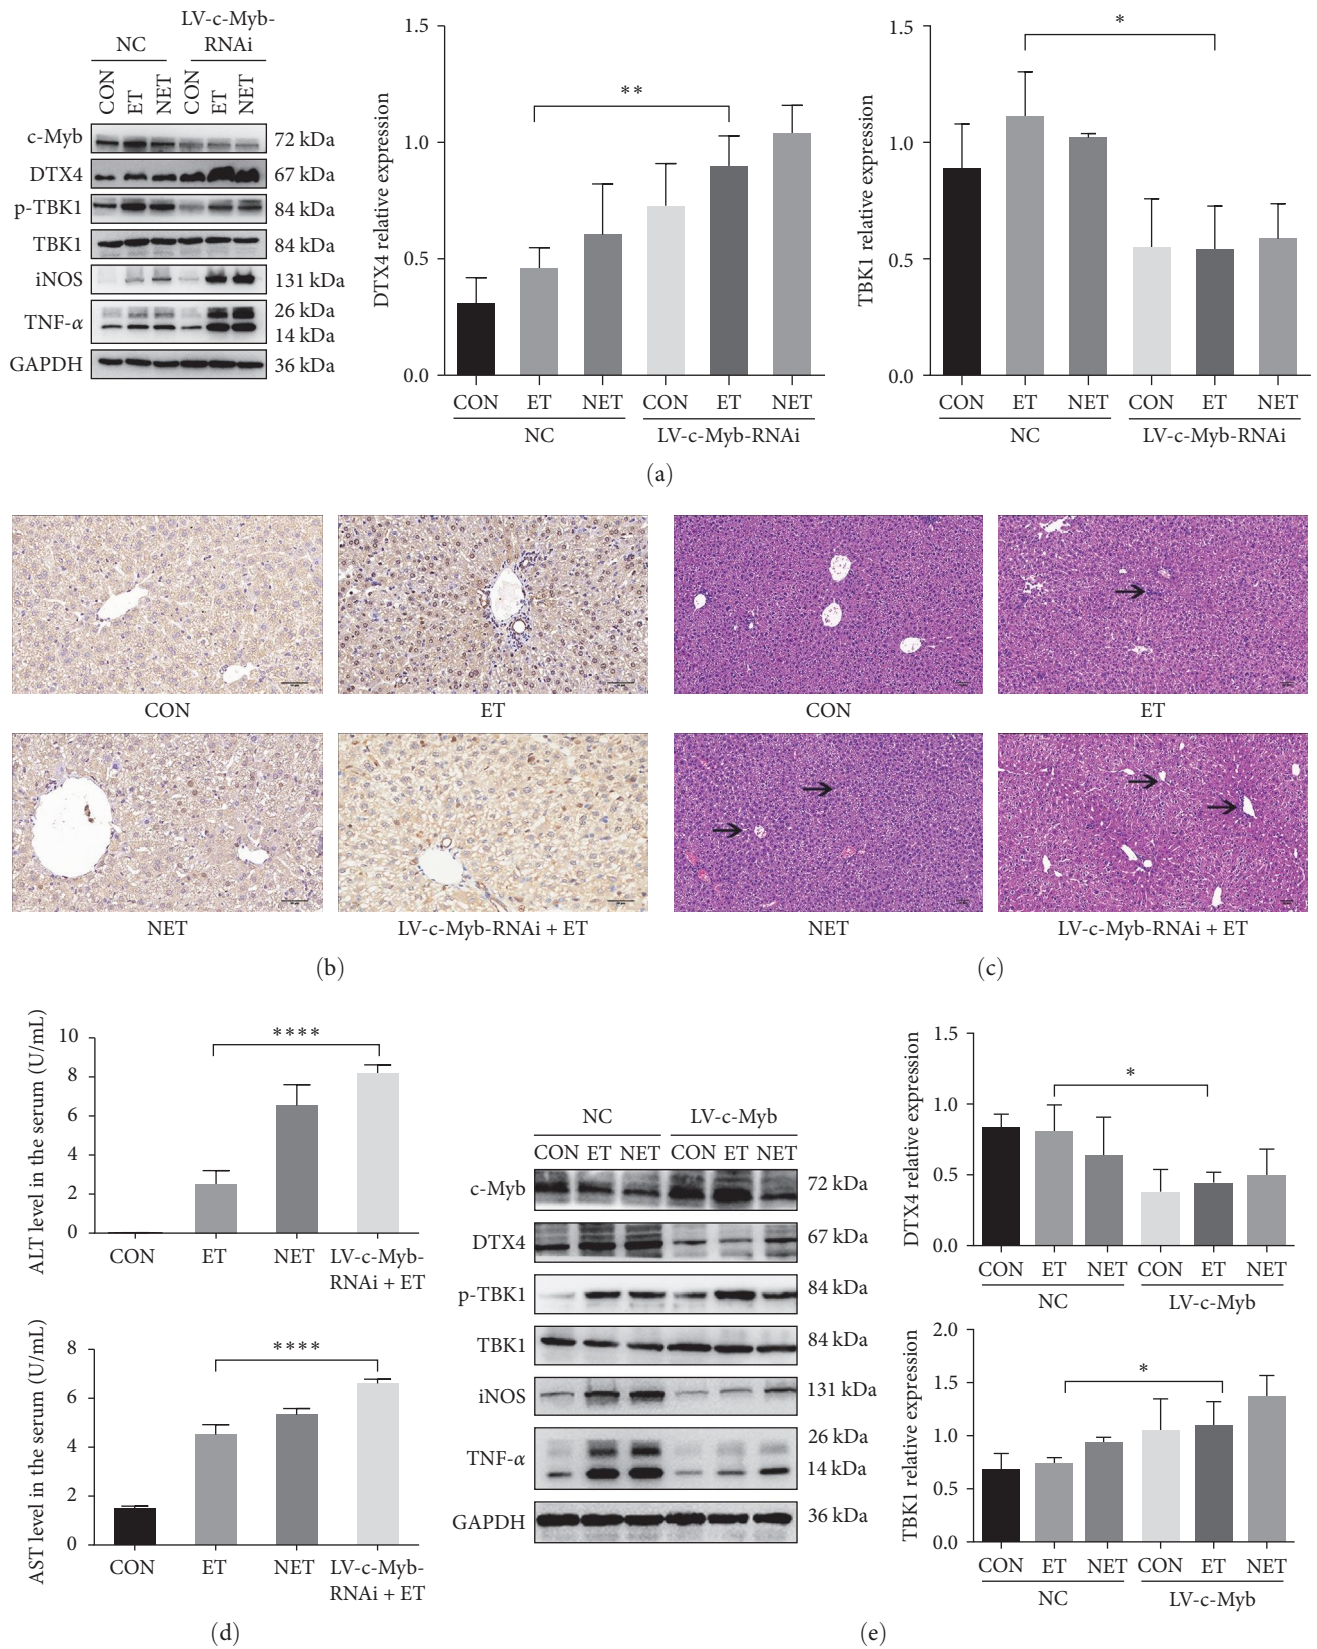 LV-c-Myb-
NC RNAi
CON ET NET CON ET NET
c-Myb 72 kDa
DTX4 67 kDa
p-TBK1 84 kDa
TBK1 84 kDa
iNOS 131 kDa
TNF-α 26 kDa
14 kDa
GAPDH 36 kDa
DTX4 relative expression
1.5
1.0
0.5
0.0
**
CON ET NET CON ET NET
NC LV-c-Myb-RNAi
TBK1 relative expression
1.5
1.0
0.5
0.0
*
CON ET NET CON ET NET
NC LV-c-Myb-RNAi
(a)
CON ET
NET LV-c-Myb-RNAi + ET
(b)
CON ET
NET LV-c-Myb-RNAi + ET
(c)
ALT level in the serum (U/mL)
10
8
6
4
2
0
****
CON ET NET LV-c-Myb-
RNAi + ET
AST level in the serum (U/mL)
8
6
4
2
0
****
CON ET NET LV-c-Myb-
RNAi + ET
(d)
NC LV-c-Myb
CON ET NET CON ET NET
c-Myb 72 kDa
DTX4 67 kDa
p-TBK1 84 kDa
TBK1 84 kDa
iNOS 131 kDa
TNF-α 26 kDa
14 kDa
GAPDH 36 kDa
DTX4 relative expression
1.5
1.0
0.5
0.0
*
CON ET NET CON ET NET
NC LV-c-Myb
TBK1 relative expression
2.0
1.5
1.0
0.5
0.0
*
CON ET NET CON ET NET
NC LV-c-Myb
(e)